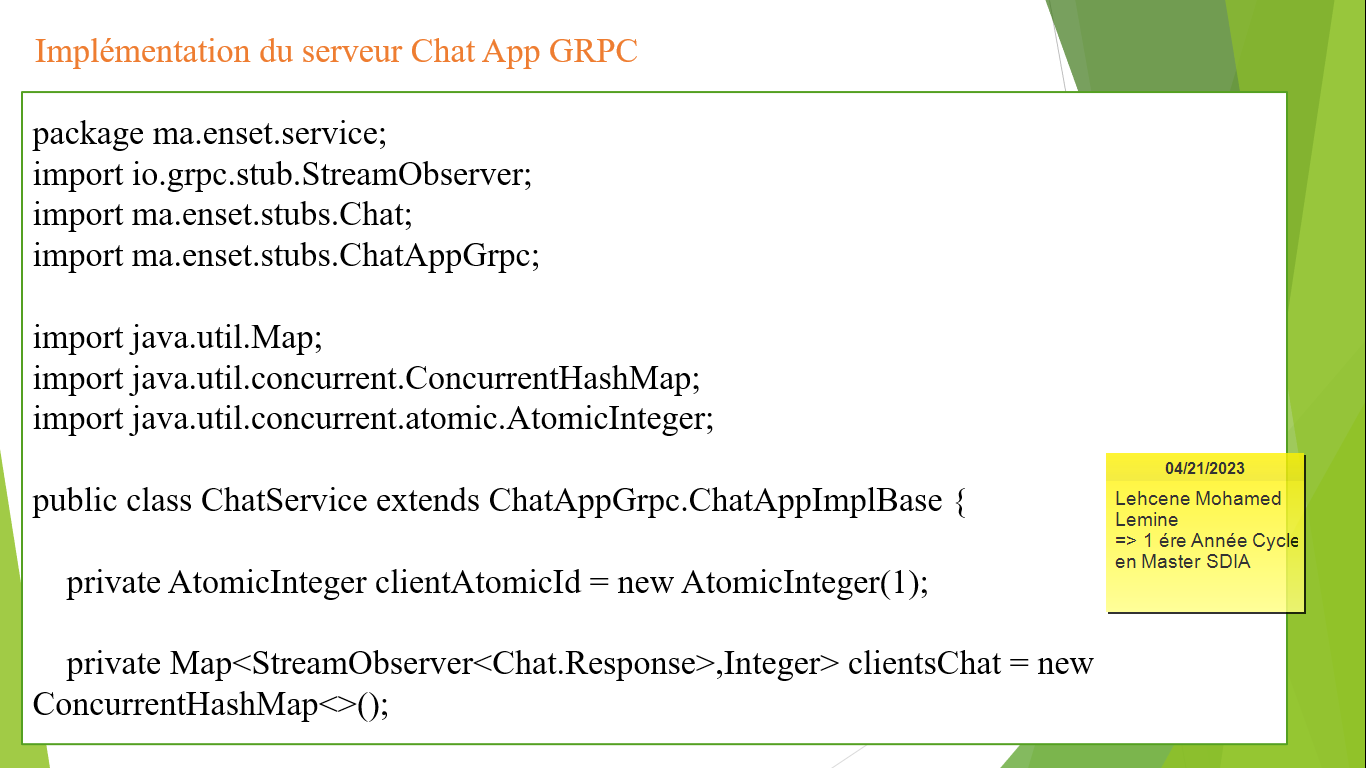 Implémentation du serveur Chat App GRPC
package ma.enset.service;
import io.grpc.stub.StreamObserver;
import ma.enset.stubs.Chat;
import ma.enset.stubs.ChatAppGrpc;
import java.util.Map;
import java.util.concurrent.ConcurrentHashMap;
import java.util.concurrent.atomic.AtomicInteger;
public class ChatService extends ChatAppGrpc.ChatAppImplBase {
private AtomicInteger clientAtomicId = new AtomicInteger(1);
private Map<StreamObserver<Chat.Response>,Integer> clientsChat = new
ConcurrentHashMap<>();
04/21/2023
Lehcene Mohamed
Lemine
=> 1 ére Année Cycle
en Master SDIA